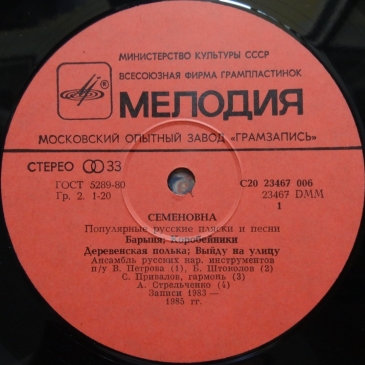 МИНИСТЕРСТВО КУЛЬТУРЫ СССР
ВСЕСОЮЗНАЯ ФИРМА ГРАМПЛАСТИНОК
МЕЛОДИЯ
МОСКОВСКИЙ ОПЫТНЫЙ ЗАВОД «ГРАМЗАПИСЬ»
СТЕРЕО 33
ГОСТ 5289-80
Гр. 2. 1-20
С20 23467 006
23467 DMM
1
СЕМЕНОВНА
Популярные русские пляски и песни
Барыня; Коробейники
Деревенская полька; Выйду на улицу
Ансамбль русских нар. инструментов
п/у В. Петрова (1), Б. Штоколов (2)
С. Привалов, гармонь (3)
А. Стрельченко (4)
Записи 1983—
1985 гг.